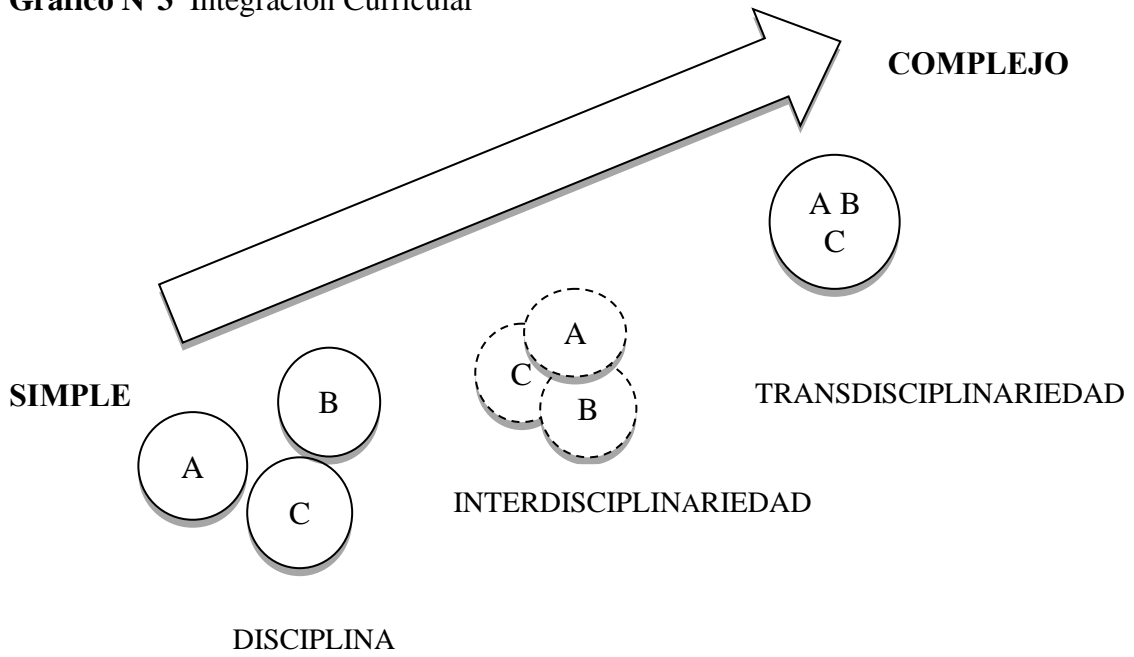 Gráfico N°3 Integración Curricular
COMPLEJO
A B
C
A
C
B
SIMPLE
B
A
C
TRANSDISCIPLINARIEDAD
INTERDISCIPLINARIEDAD
DISCIPLINA